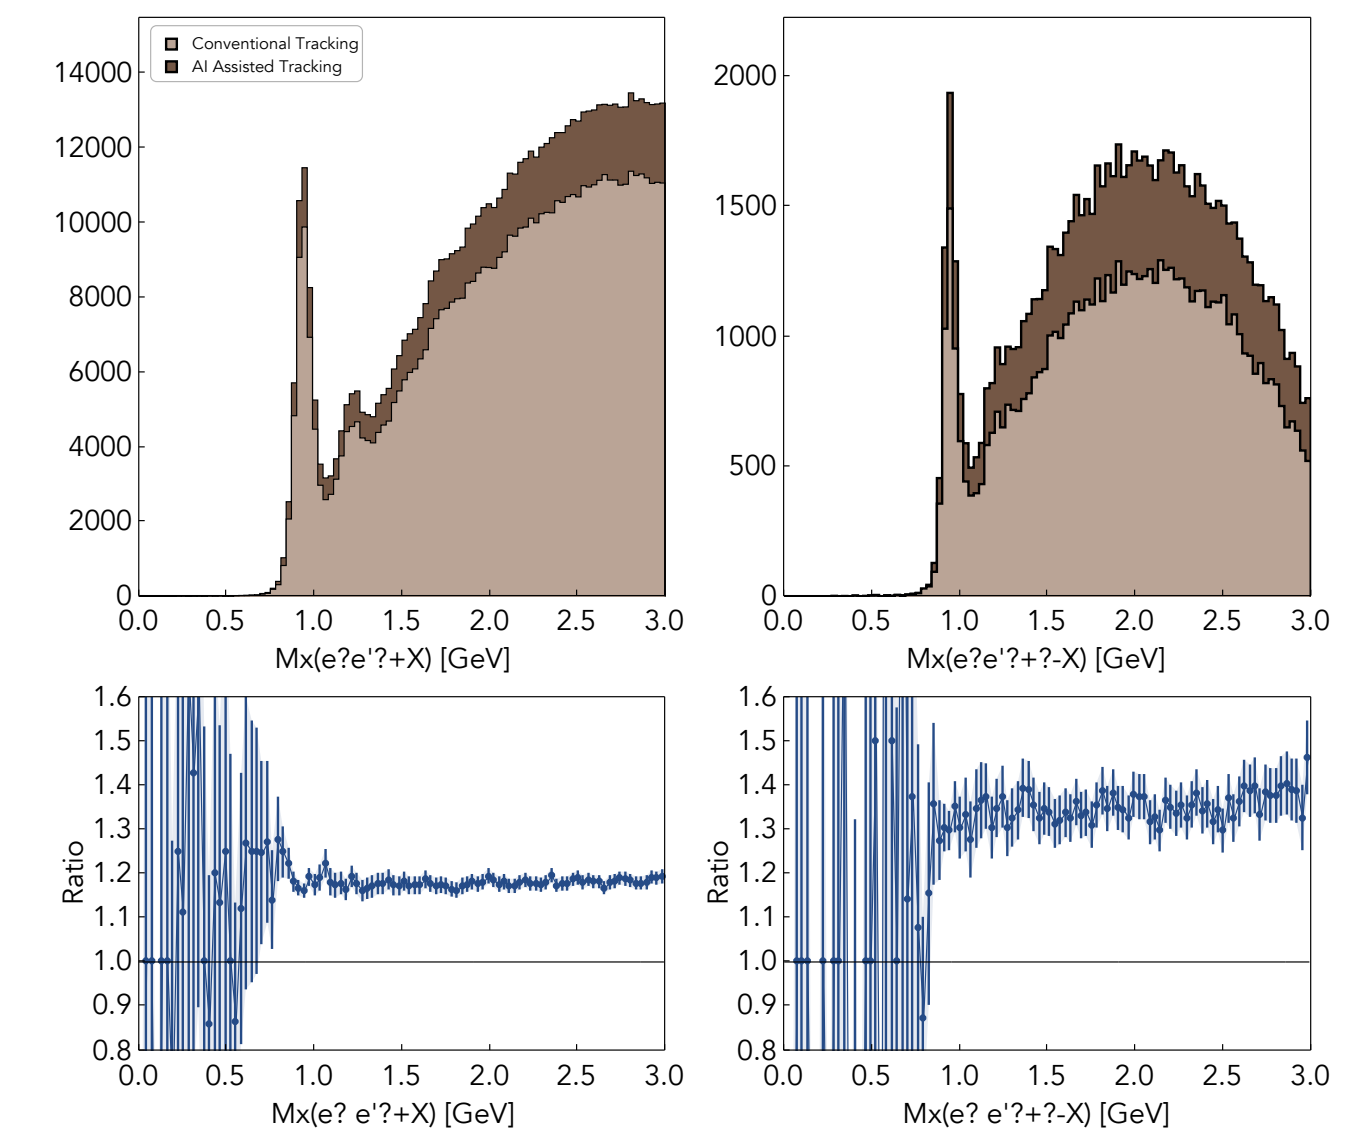 Conventional Tracking
AI Assisted Tracking
14000
12000
10000
8000
6000
4000
2000
0
0.0 0.5 1.0 1.5 2.0 2.5 3.0
Mx(e?e'?+X) [GeV]
2000
1500
1000
500
0
0.0 0.5 1.0 1.5 2.0 2.5 3.0
Mx(e?e'?+?-X) [GeV]
Ratio
1.6
1.5
1.4
1.3
1.2
1.1
1.0
0.9
0.8
0.0 0.5 1.0 1.5 2.0 2.5 3.0
Mx(e? e'?+X) [GeV]
Ratio
1.6
1.5
1.4
1.3
1.2
1.1
1.0
0.9
0.8
0.0 0.5 1.0 1.5 2.0 2.5 3.0
Mx(e? e'?+?-X) [GeV]